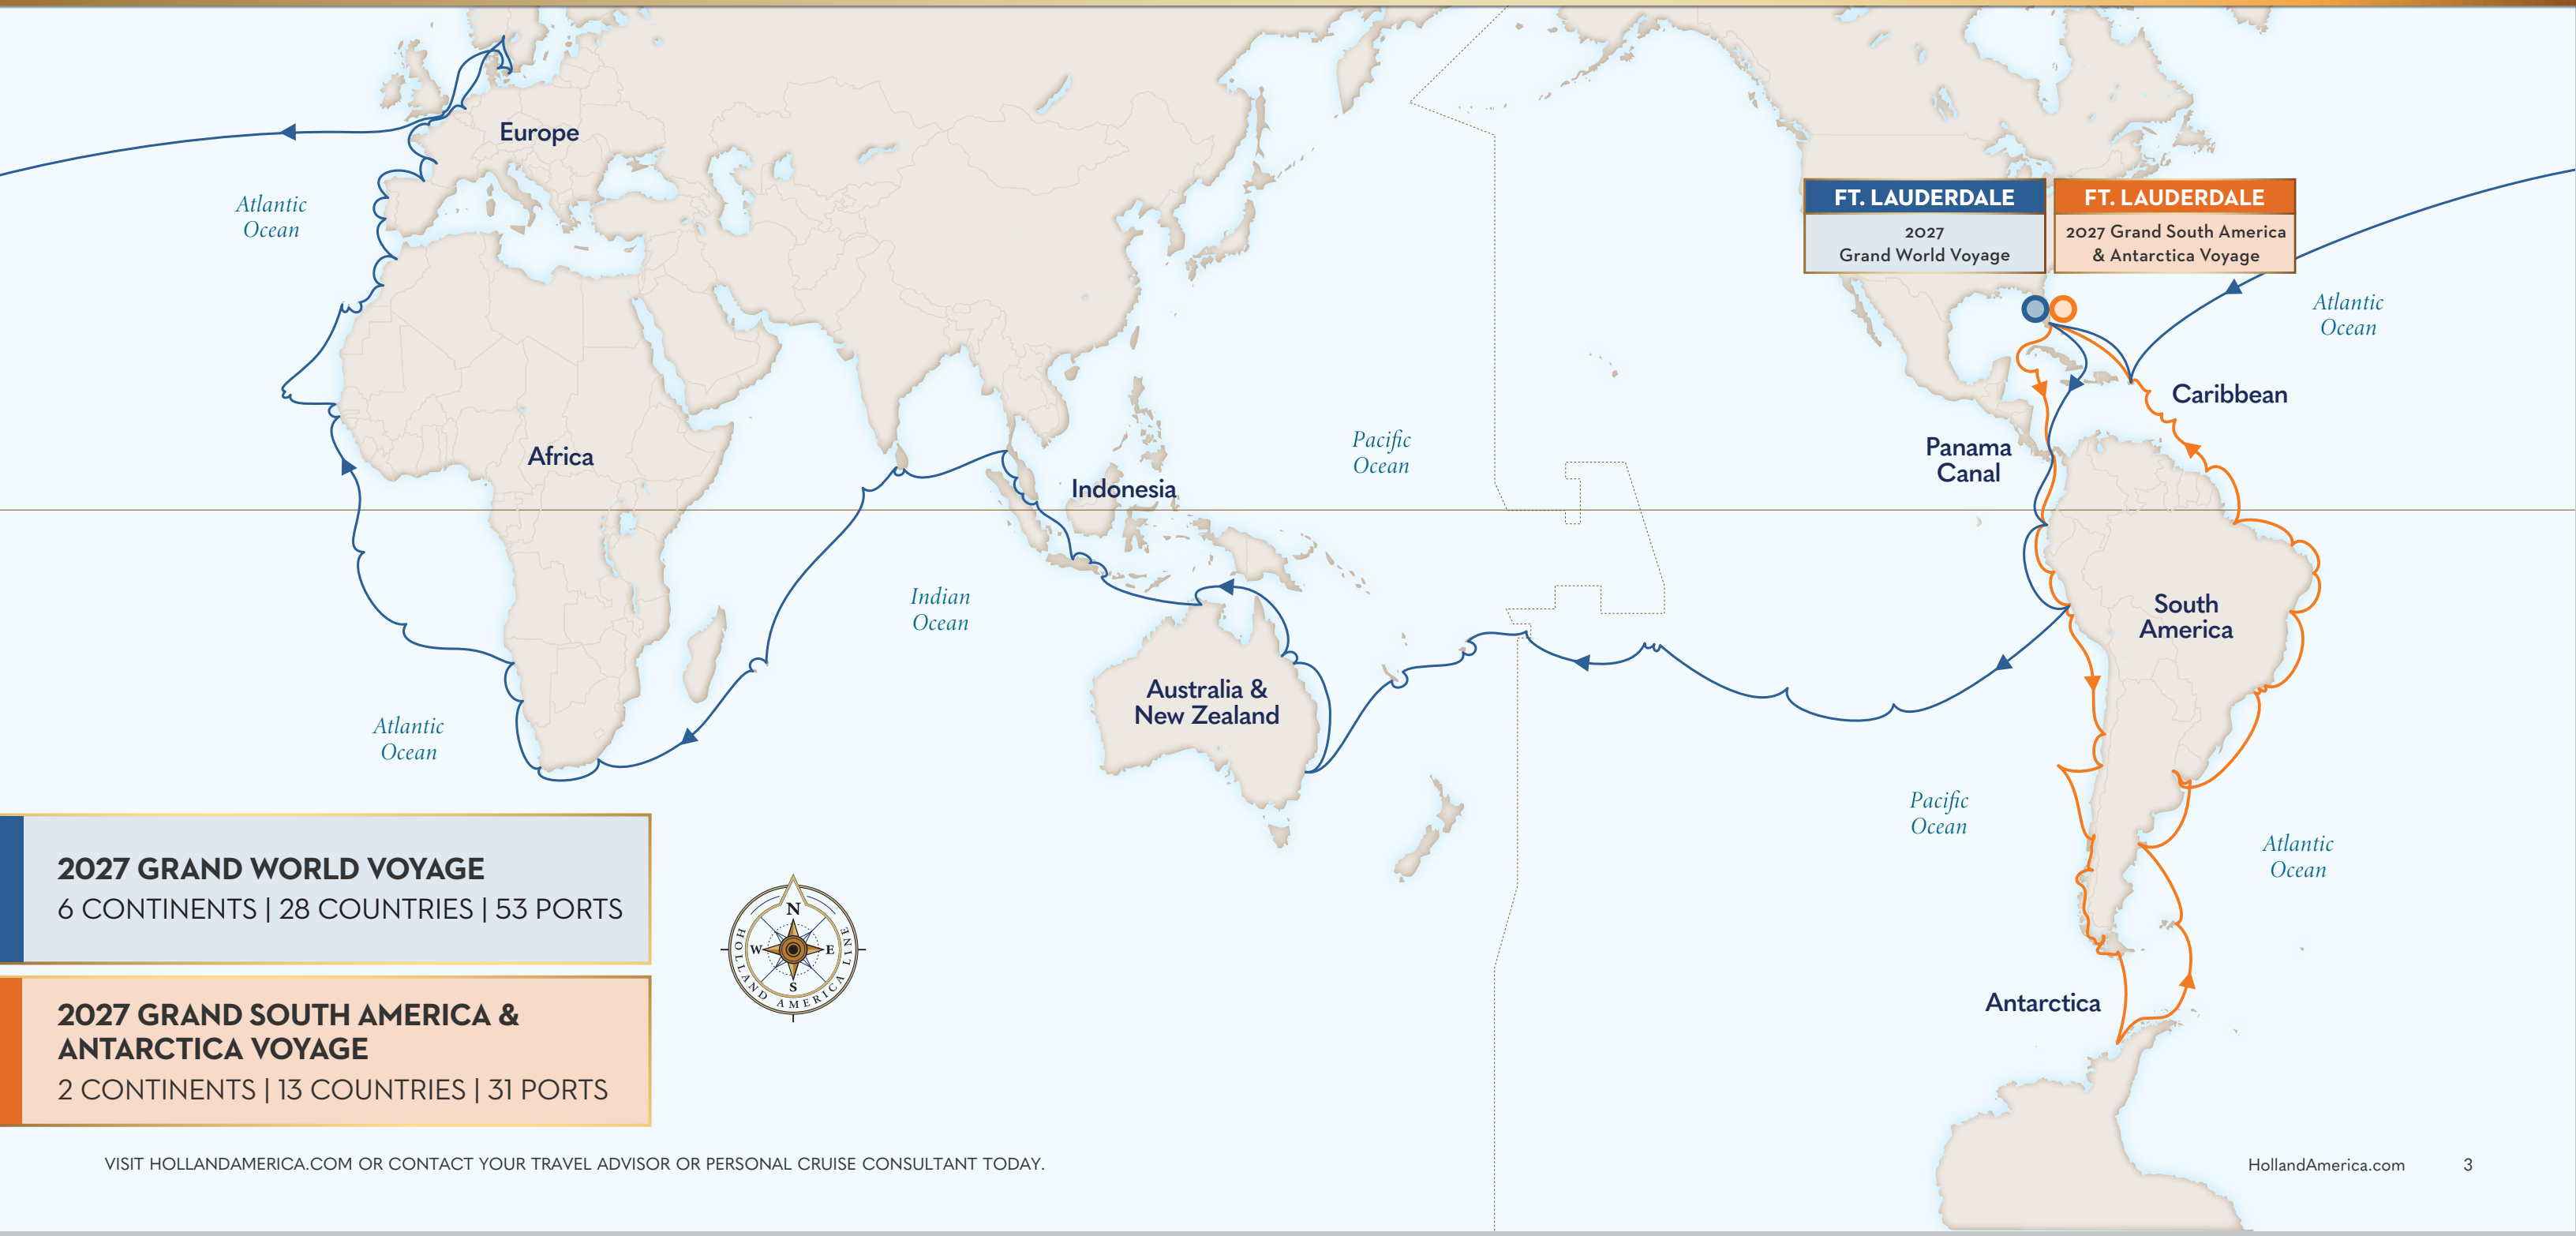 Europe
Atlantic
Ocean
FT. LAUDERDALE
2027
Grand World Voyage
FT. LAUDERDALE
2027 Grand South America
& Antarctica Voyage
Atlantic
Ocean
Caribbean
Africa
Pacific
Ocean
Panama
Canal
Indonesia
Indian
Ocean
South
America
Australia &
New Zealand
Atlantic
Ocean
Pacific
Ocean
Atlantic
Ocean
2027 GRAND WORLD VOYAGE
6 CONTINENTS | 28 COUNTRIES | 53 PORTS
N
W
E
S
HOLLAND AMERICA LINE
Antarctica
2027 GRAND SOUTH AMERICA &
ANTARCTICA VOYAGE
2 CONTINENTS | 13 COUNTRIES | 31 PORTS
VISIT HOLLANDAMERICA.COM OR CONTACT YOUR TRAVEL ADVISOR OR PERSONAL CRUISE CONSULTANT TODAY.
HollandAmerica.com 3